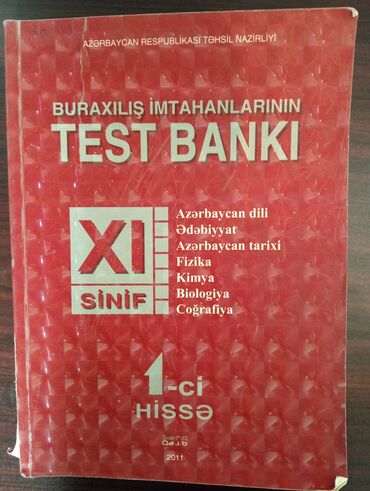 AZƏRBAYCAN RESPUBLİKASI TƏHSİL NAZİRLİYİ
BURAXILIŞ İMTAHANLARININ
TEST BANKI
XI
SİNİF
Azərbaycan dili
Ədəbiyyat
Azərbaycan tarixi
Fizika
Kimya
Biologiya
Coğrafiya
1-ci
HİSSƏ
2011